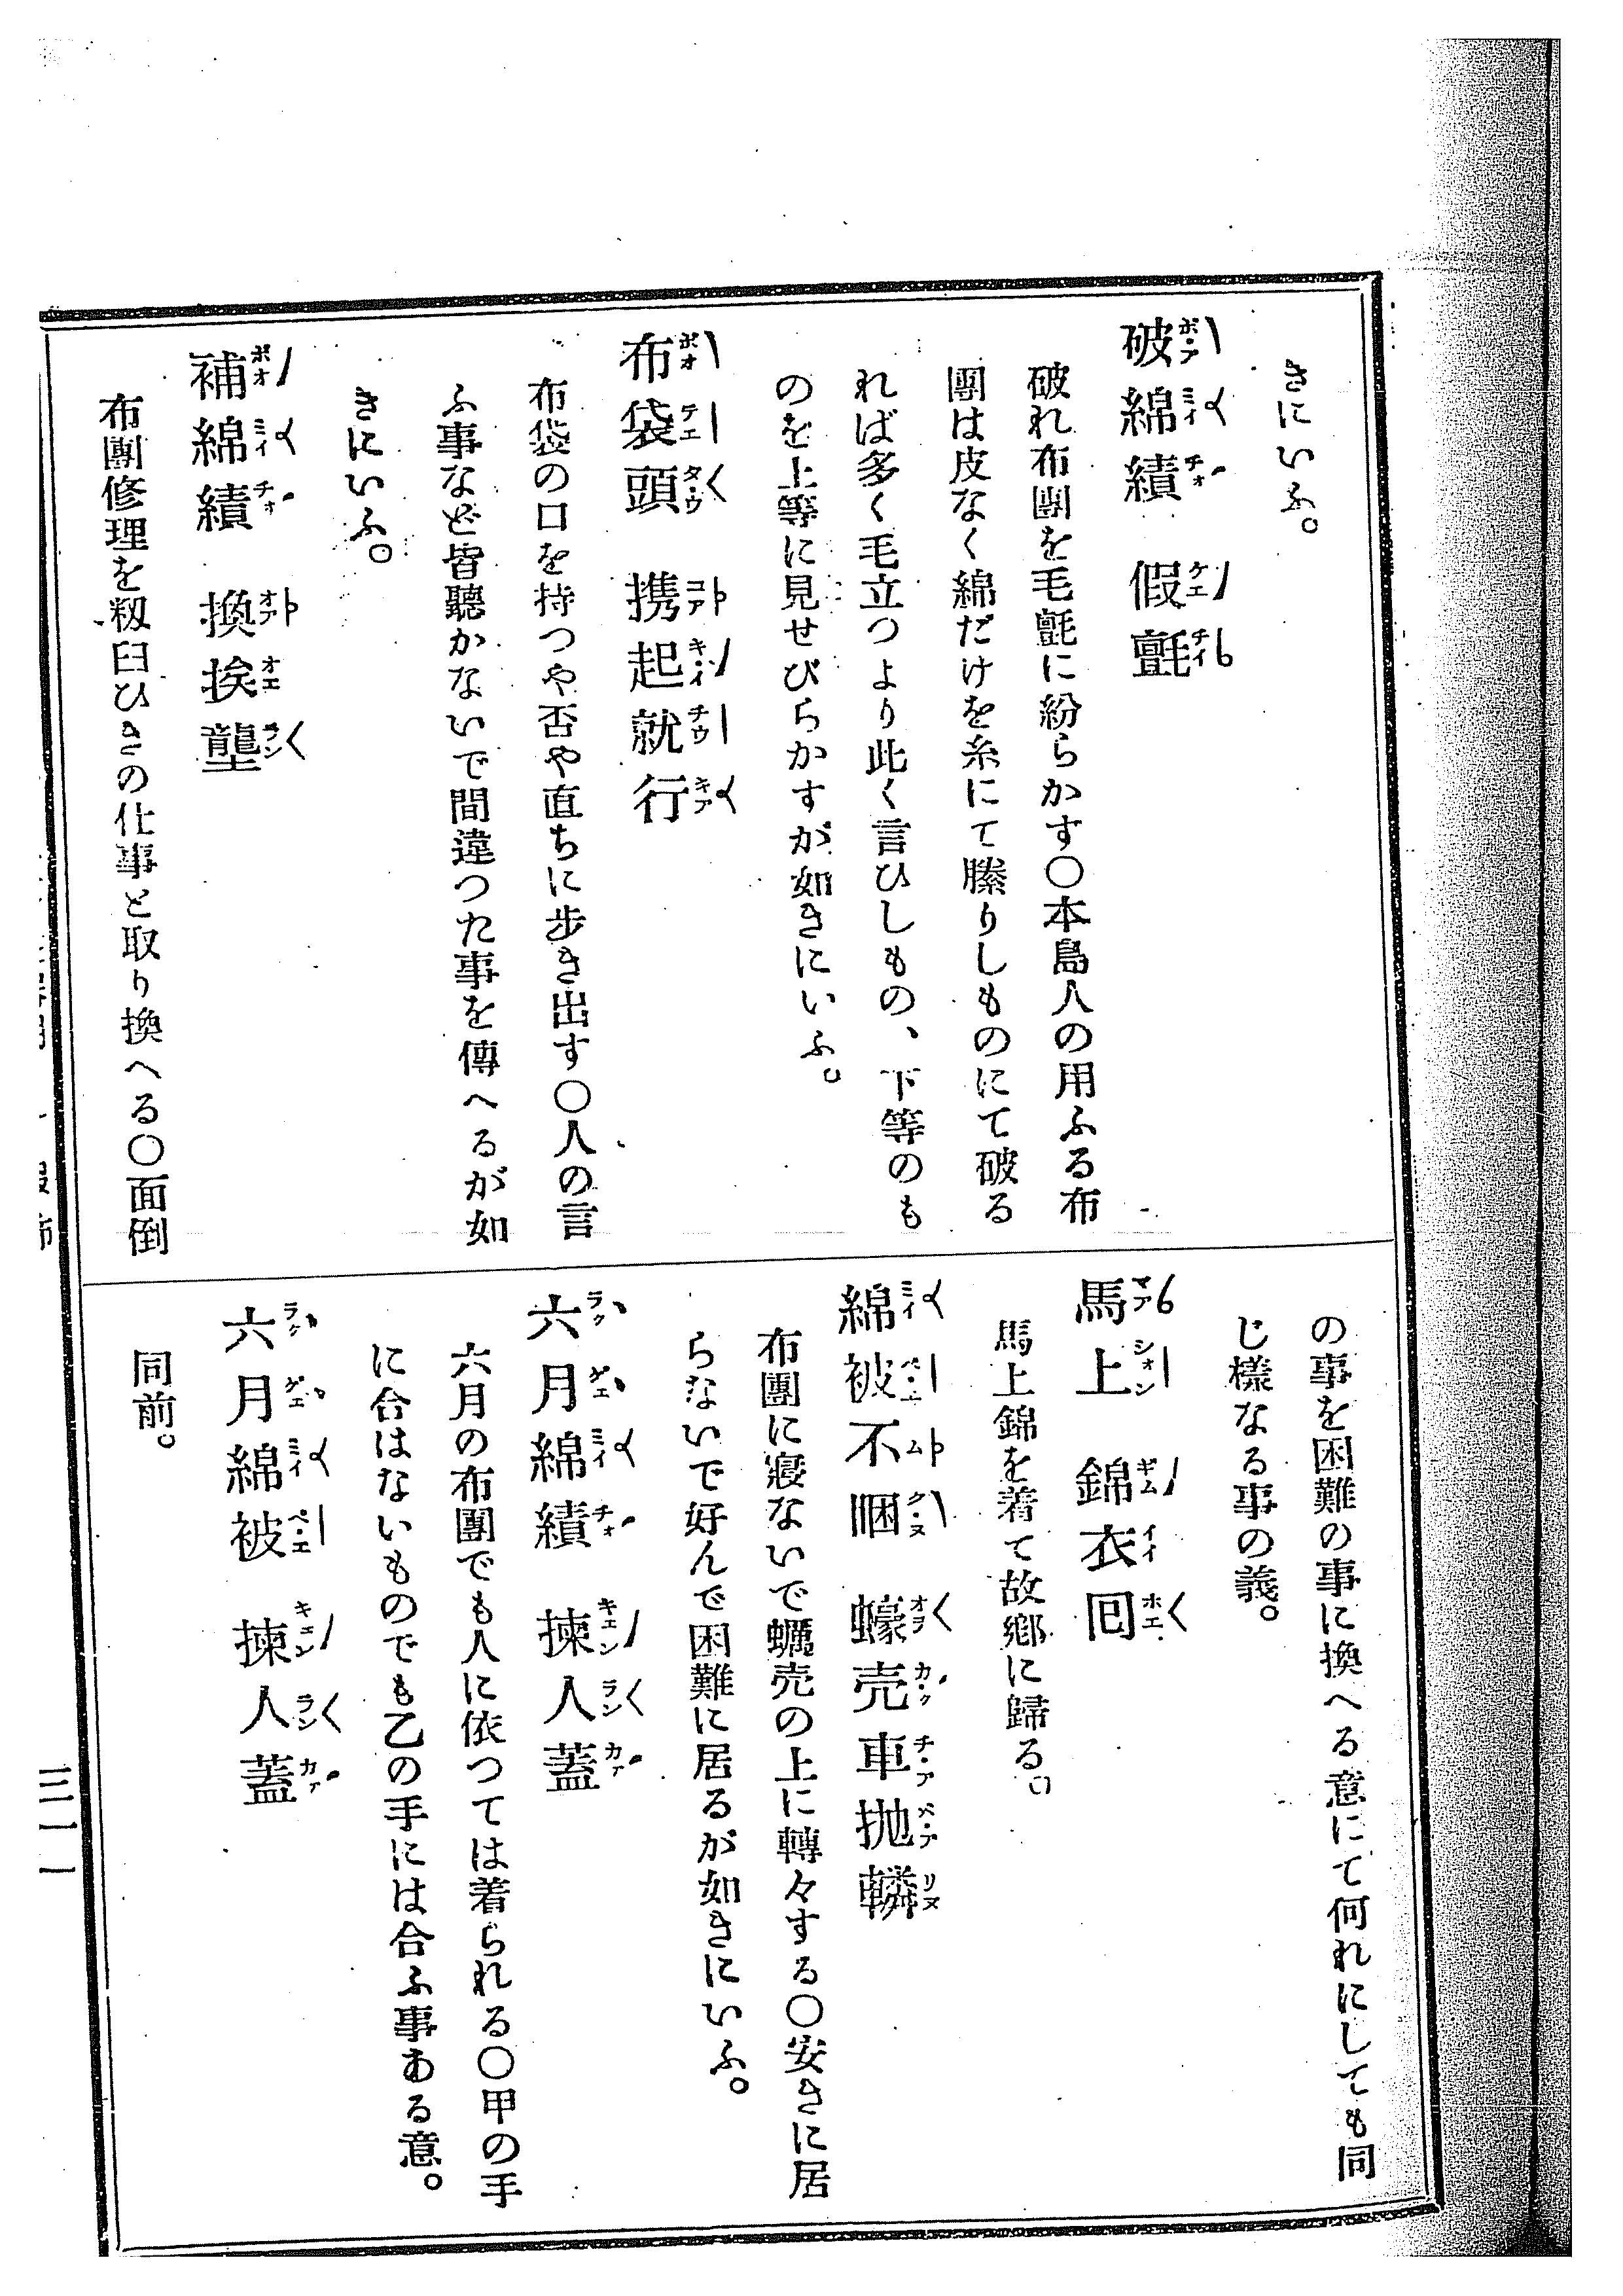 きにいふ。
破綿績　假氈
破れ布團を毛氈に紛らかす〇本島人の用ふる布
團は皮なく綿だけを糸にて縢りしものにて破る
れば多く毛立つより此く言ひしもの、下等のも
のを上等に見せびらかすが如きにいふ。
布袋頭　携起就行
布袋の口を持つや否や直ちに步き出す〇人の言
ふ事など皆聽かないで間違つた事を傳へるが如
きにいふ。
補綿績　換挨壟
布團修理を籾臼ひきの仕事と取り換へる〇面倒
の事を困難の事に換へる意にて何れにしても同
じ樣なる事の義。
馬上　錦衣囘
馬上錦を着て故鄕に歸る。
綿被不睏　蠔売車抛轔
布團に寢ないで蠣売の上に轉々する〇安きに居
らないで好んで困難に居るが如きにいふ。
六月綿績　揀人蓋
六月の布團でも人に依つては着られる〇甲の手
に合はないものでも乙の手には合ふ事ある意。
六月綿被　揀人蓋
同前。
三一一